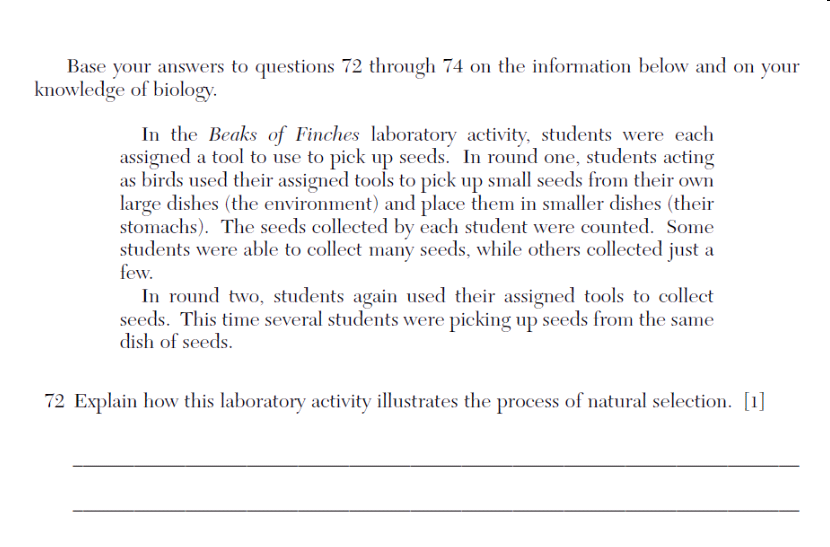 Base your answers to questions 72 through 74 on the information below and on your
knowledge of biology.
In the Beaks of Finches laboratory activity, students were each
assigned a tool to use to pick up seeds. In round one, students acting
as birds used their assigned tools to pick up small seeds from their own
large dishes (the environment) and place them in smaller dishes (their
stomachs). The seeds collected by each student were counted. Some
students were able to collect many seeds, while others collected just a
few.
In round two, students again used their assigned tools to collect
seeds. This time several students were picking up seeds from the same
dish of seeds.
72 Explain how this laboratory activity illustrates the process of natural selection. [1]